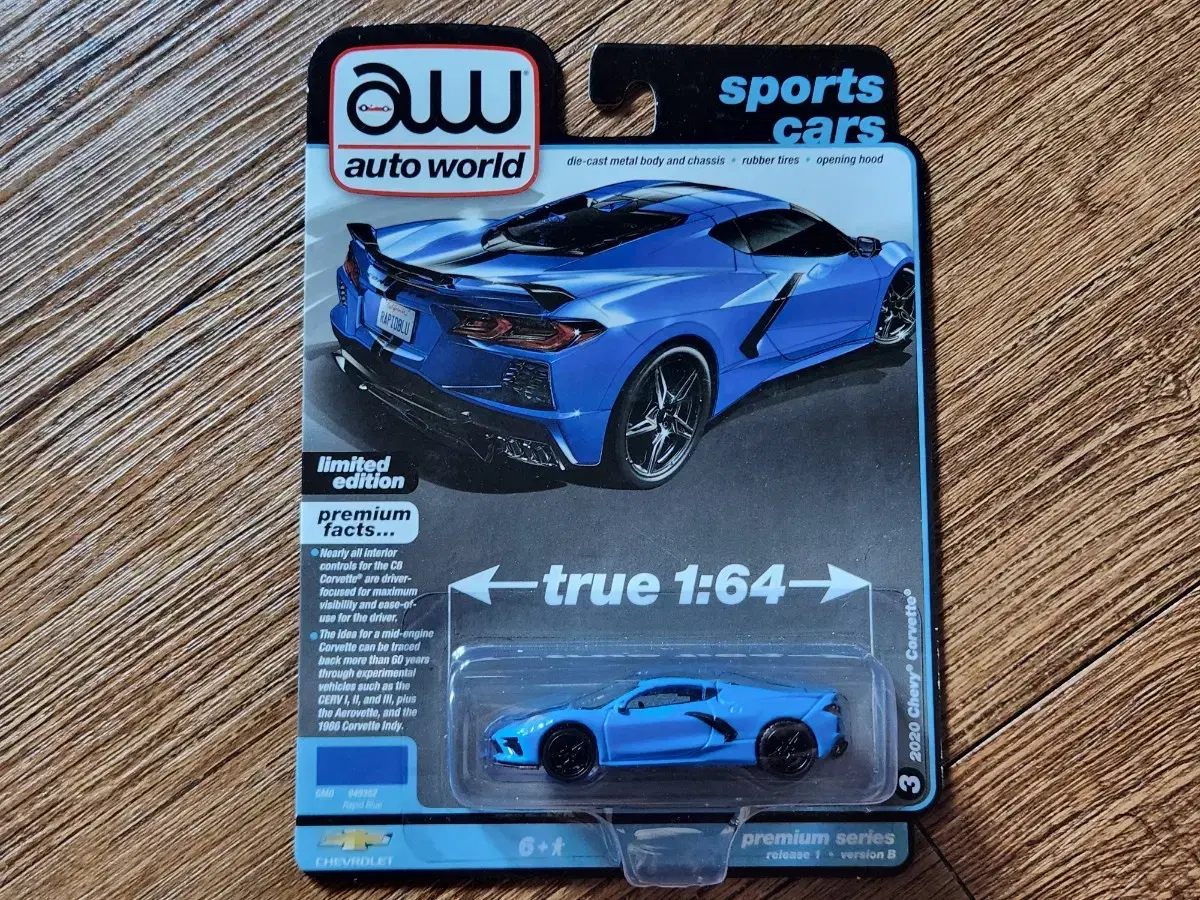 aw
auto world
sports
cars
die-cast metal body and chassis • rubber tires • opening hood
RAPIDBLU
limited
edition
premium
facts...
• Nearly all interior
controls for the C8
Corvette® are driver-
focused for maximum
visibility and ease-of-
use for the driver.
• The idea for a mid-engine
Corvette can be traced
back more than 60 years
through experimental
vehicles such as the
CERV I, II, and III, plus
the Aerovette, and the
1986 Corvette Indy.
true 1:64
3 2020 Chevy® Corvette®
Rapid Blue
CHEVROLET
6+
premium series
release 1 • version B